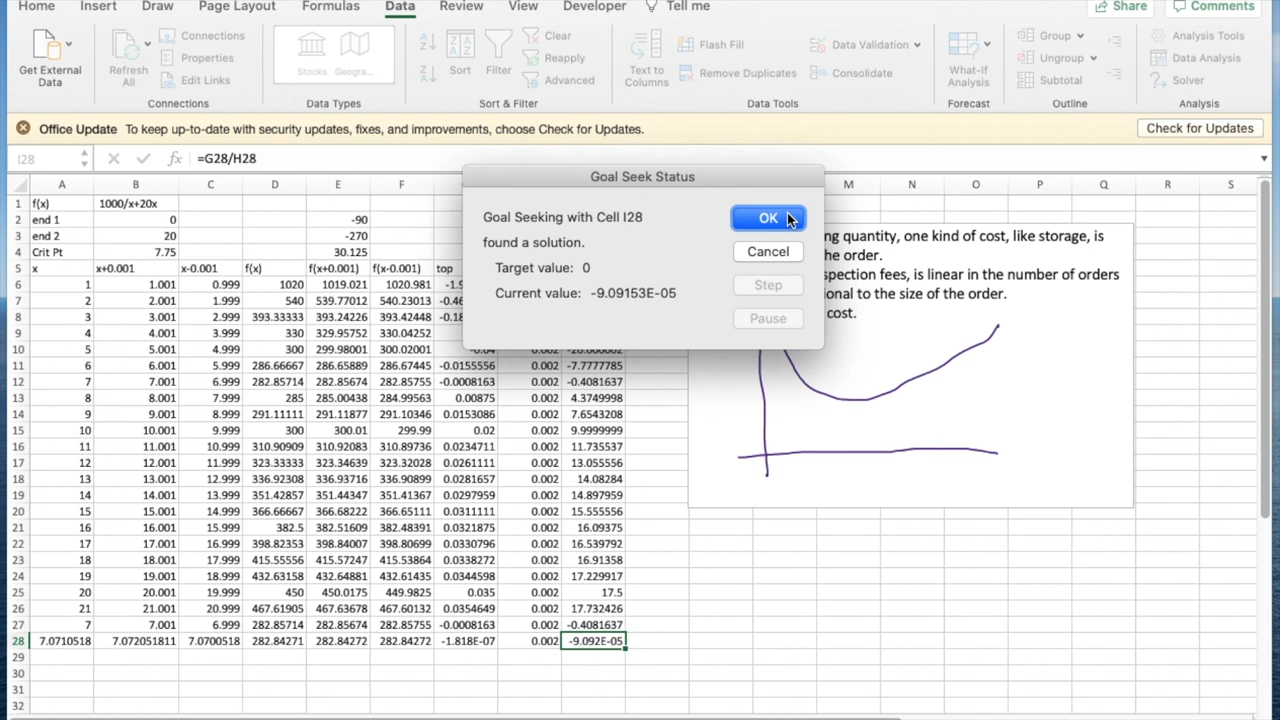 Home Insert Draw Page Layout Formulas Data Review View Developer Tell me Share Comments
Get External Data
Refresh All
Connections
Properties
Edit Links
Connections
Stocks Geogra...
Data Types
Sort
Filter
Clear
Reapply
Advanced
Sort & Filter
Text to Columns
Flash Fill
Remove Duplicates
Data Validation
Consolidate
Data Tools
What-If Analysis
Forecast
Group
Ungroup
Subtotal
Outline
Analysis Tools
Data Analysis
Solver
Analysis
Office Update To keep up-to-date with security updates, fixes, and improvements, choose Check for Updates. Check for Updates
I28 fx =G28/H28
Goal Seek Status
Goal Seeking with Cell I28
found a solution.
Target value: 0
Current value: -9.09153E-05
OK
Cancel
Step
Pause
A B C D E F M N O P Q R S
1 f(x) 1000/x+20x
2 end 1 0 -90
3 end 2 20 -270
4 Crit Pt 7.75 30.125
5 x x+0.001 x-0.001 f(x) f(x+0.001) f(x-0.001) top
6 1 1.001 0.999 1020 1019.021 1020.981
7 2 2.001 1.999 540 539.77012 540.23013
8 3 3.001 2.999 393.33333 393.24226 393.42448
9 4 4.001 3.999 330 329.95752 330.04252
10 5 5.001 4.999 300 299.98001 300.02001 -0.04 0.002 -20.000002
11 6 6.001 5.999 286.66667 286.65889 286.67445 -0.0155556 0.002 -7.7777785
12 7 7.001 6.999 282.85714 282.85674 282.85755 -0.0008163 0.002 -0.4081637
13 8 8.001 7.999 285 285.00438 284.99563 0.00875 0.002 4.3749998
14 9 9.001 8.999 291.11111 291.11877 291.10346 0.0153086 0.002 7.6543208
15 10 10.001 9.999 300 300.01 299.99 0.02 0.002 9.9999999
16 11 11.001 10.999 310.90909 310.92083 310.89736 0.0234711 0.002 11.735537
17 12 12.001 11.999 323.33333 323.34639 323.32028 0.0261111 0.002 13.055556
18 13 13.001 12.999 336.92308 336.93716 336.90899 0.0281657 0.002 14.08284
19 14 14.001 13.999 351.42857 351.44347 351.41367 0.0297959 0.002 14.897959
20 15 15.001 14.999 366.66667 366.68222 366.65111 0.0311111 0.002 15.555556
21 16 16.001 15.999 382.5 382.51609 382.48391 0.0321875 0.002 16.09375
22 17 17.001 16.999 398.82353 398.84007 398.80699 0.0330796 0.002 16.539792
23 18 18.001 17.999 415.55556 415.57247 415.53864 0.0338272 0.002 16.91358
24 19 19.001 18.999 432.63158 432.64881 432.61435 0.0344598 0.002 17.229917
25 20 20.001 19.999 450 450.0175 449.9825 0.035 0.002 17.5
26 21 21.001 20.999 467.61905 467.63678 467.60132 0.0354649 0.002 17.732426
27 7 7.001 6.999 282.85714 282.85674 282.85755 -0.0008163 0.002 -0.4081637
28 7.0710518 7.072051811 7.0700518 282.84271 282.84272 282.84272 -1.818E-07 0.002 -9.092E-05
29
30
31
32
ng quantity, one kind of cost, like storage, is
he order.
spection fees, is linear in the number of orders
ional to the size of the order.
cost.